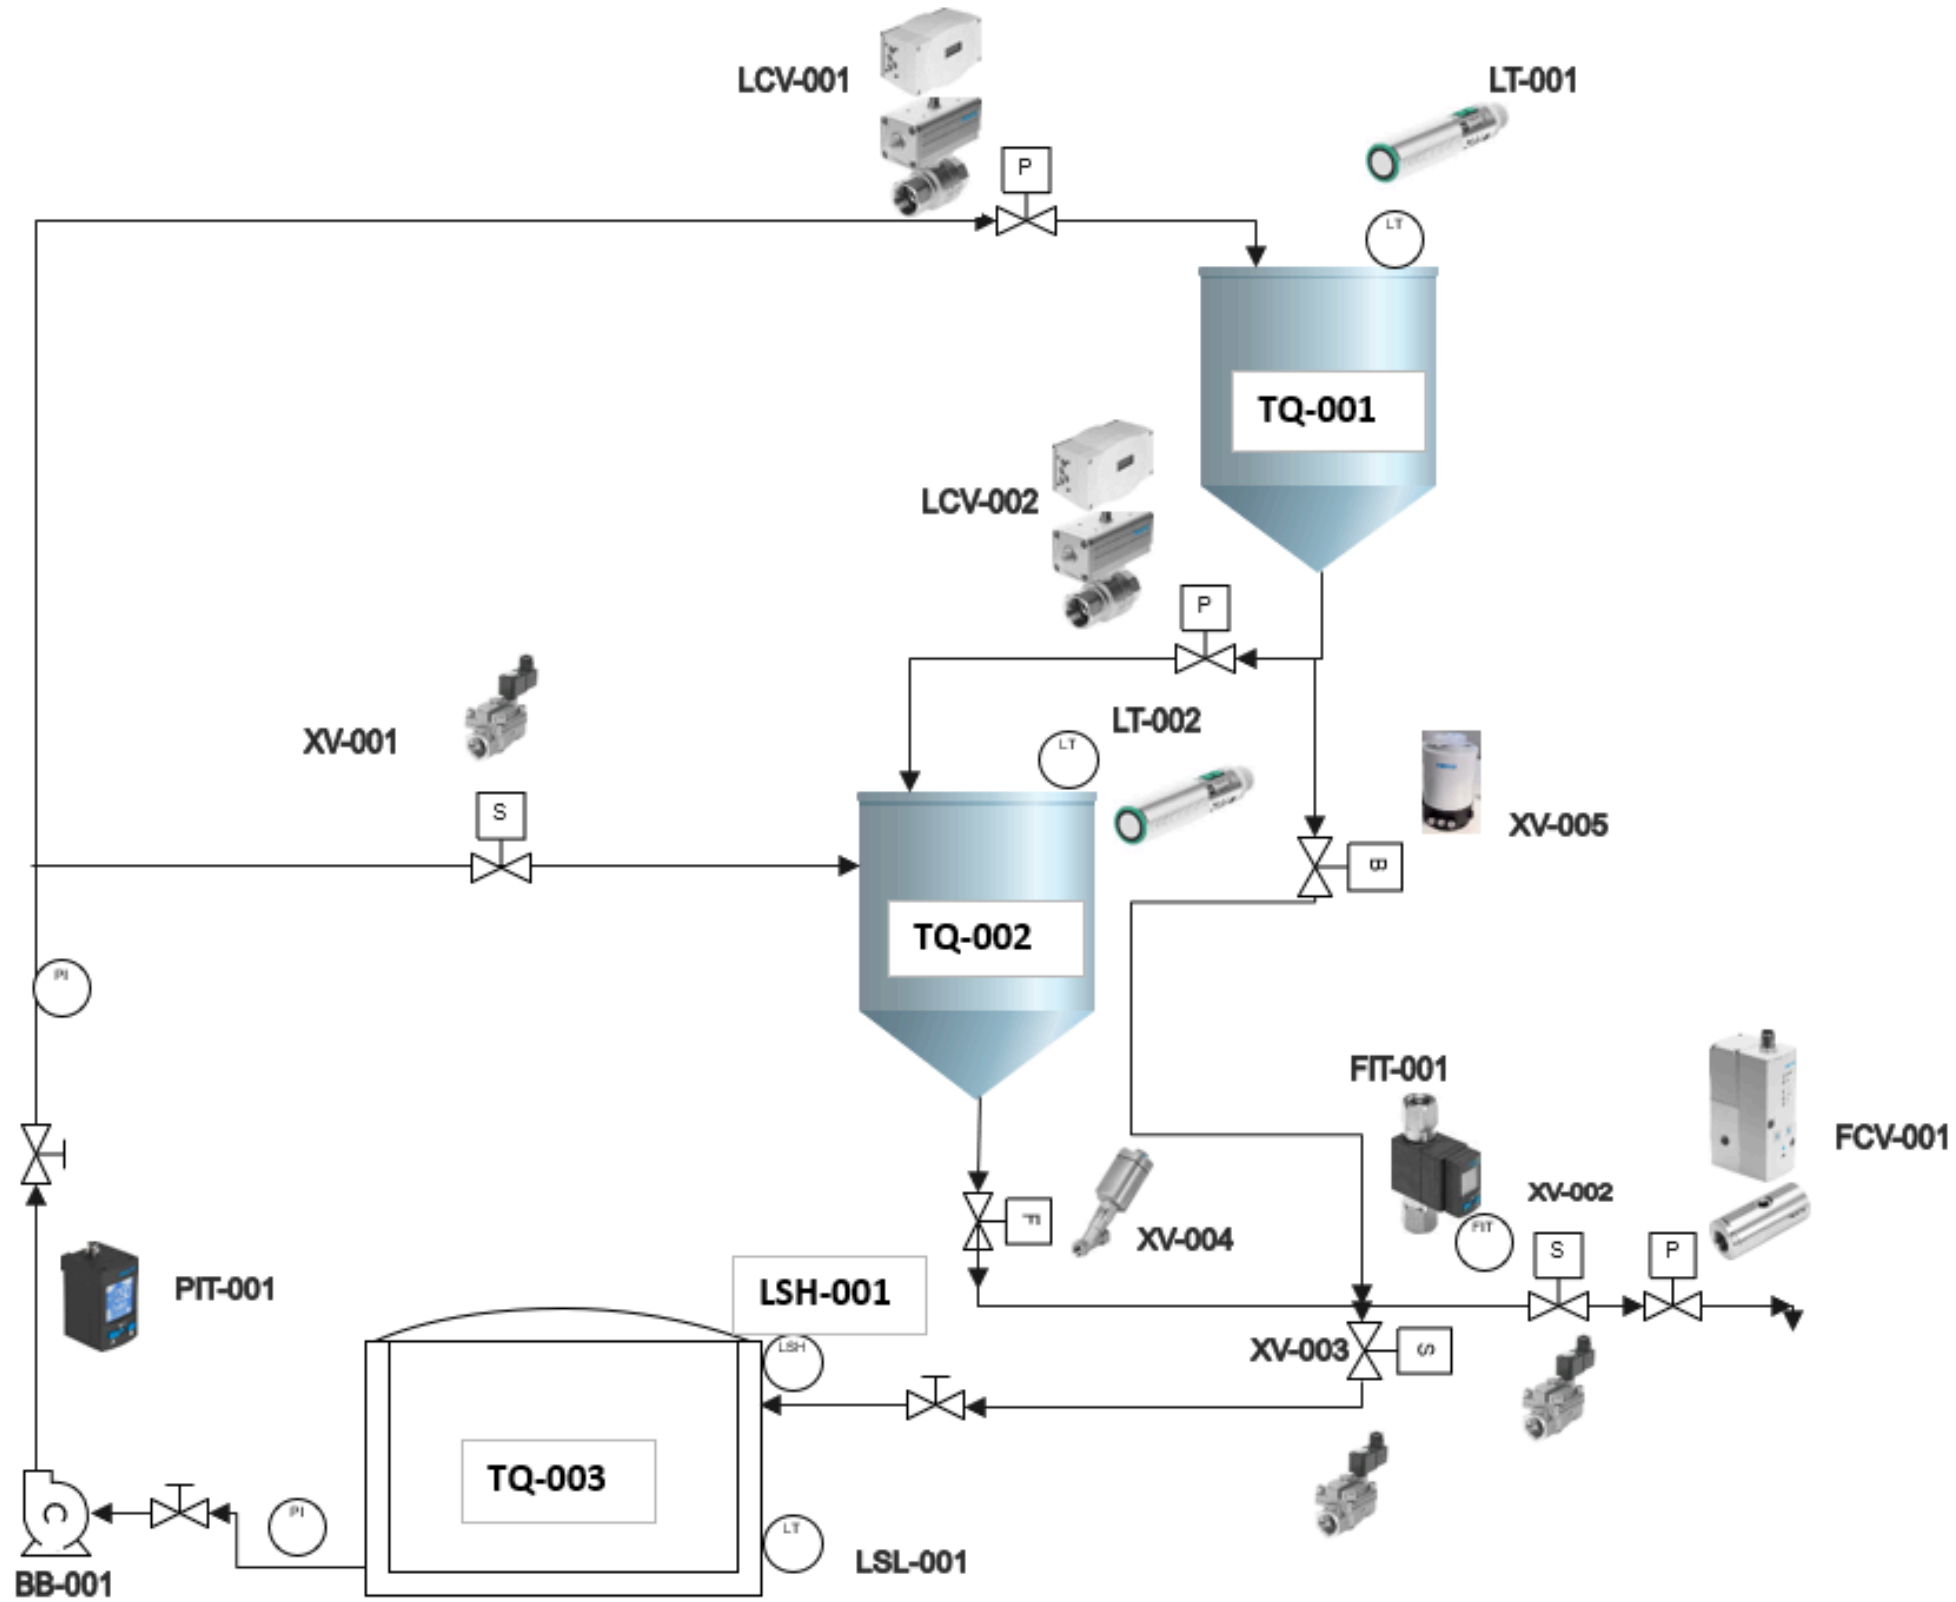 LCV-001
LT-001
P
LT
TQ-001
LCV-002
P
LT-002
XV-001
LT
S
XV-005
B
TQ-002
PI
FIT-001
FCV-001
XV-002
F
XV-004
FIT
S
P
PIT-001
LSH-001
LSH
XV-003
S
TQ-003
C
PI
LT
LSL-001
BB-001